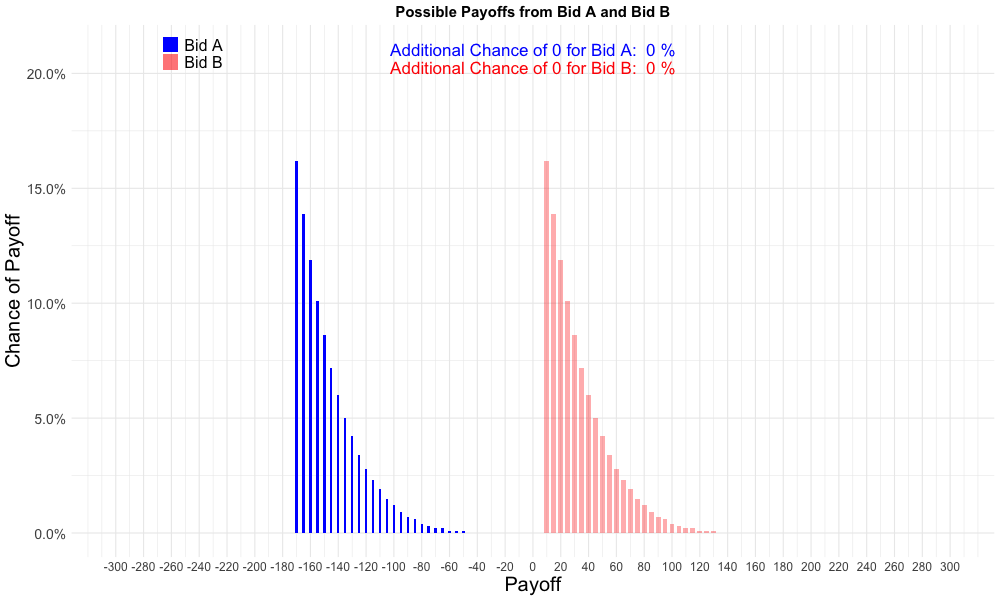 Possible Payoffs from Bid A and Bid B
Bid A
Bid B
Additional Chance of 0 for Bid A:  0 %
Additional Chance of 0 for Bid B:  0 %
20.0%
15.0%
10.0%
5.0%
0.0%
Chance of Payoff
-300 -280 -260 -240 -220 -200 -180 -160 -140 -120 -100 -80 -60 -40 -20 0 20 40 60 80 100 120 140 160 180 200 220 240 260 280 300
Payoff